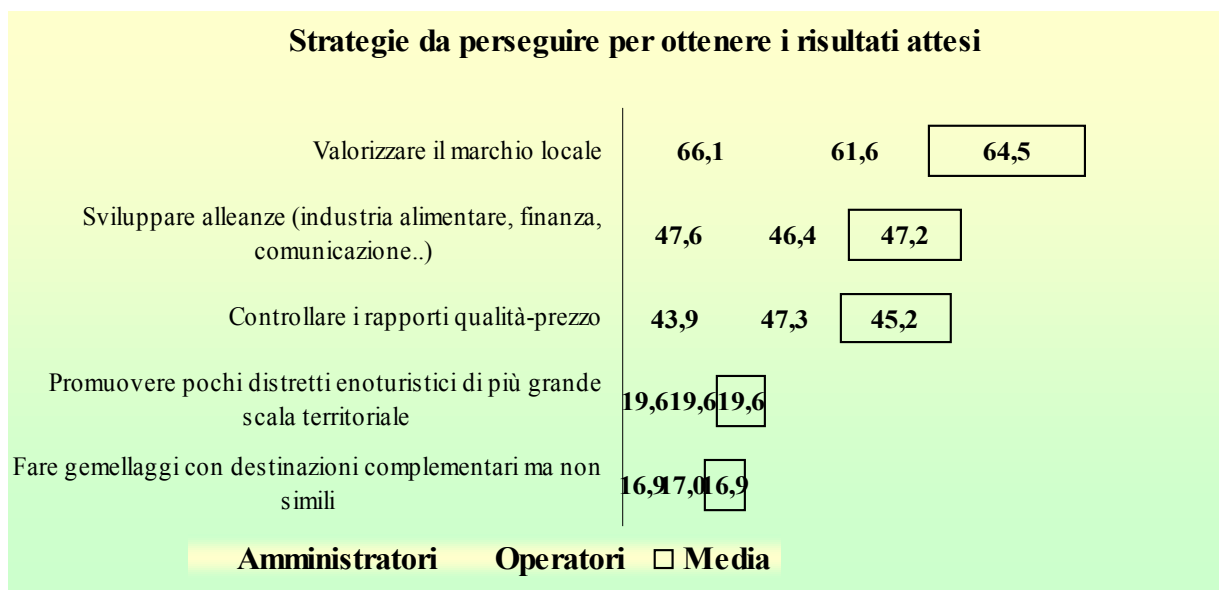 Strategie da perseguire per ottenere i risultati attesi
Valorizzare il marchio locale 66,1 61,6 64,5
Sviluppare alleanze (industria alimentare, finanza,
comunicazione..) 47,6 46,4 47,2
Controllare i rapporti qualità-prezzo 43,9 47,3 45,2
Promuovere pochi distretti enoturistici di più grande
scala territoriale 19,6 19,6 19,6
Fare gemellaggi con destinazioni complementari ma non
simili 16,9 17,0 16,9
Amministratori Operatori Media